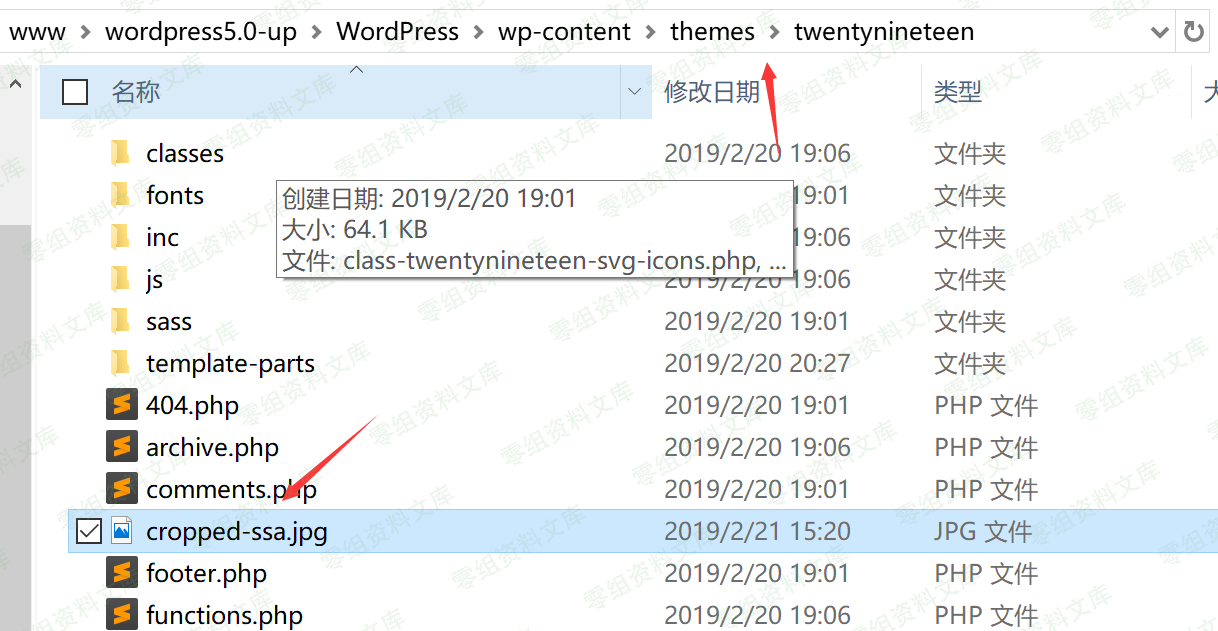 www > wordpress5.0-up > WordPress > wp-content > themes > twentynineteen
名称 修改日期 类型
classes 2019/2/20 19:06 文件夹
fonts 19:01 文件夹
inc 19:06 文件夹
js 2019/2/20 19:06 文件夹
创建日期: 2019/2/20 19:01
大小: 64.1 KB
文件: class-twentynineteen-svg-icons.php, ...
sass 2019/2/20 19:01 文件夹
template-parts 2019/2/20 20:27 文件夹
404.php 2019/2/20 19:01 PHP 文件
archive.php 2019/2/20 19:06 PHP 文件
comments.php 2019/2/20 19:01 PHP 文件
cropped-ssa.jpg 2019/2/21 15:20 JPG 文件
footer.php 2019/2/20 19:01 PHP 文件
functions.php 2019/2/20 19:06 PHP 文件
零组资料文库